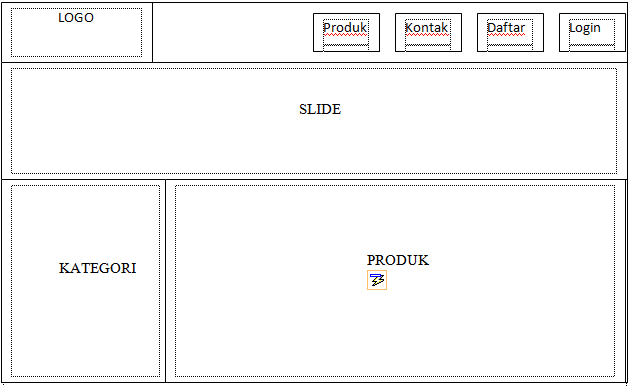 LOGO
Produk
Kontak
Daftar
Login
SLIDE
KATEGORI
PRODUK